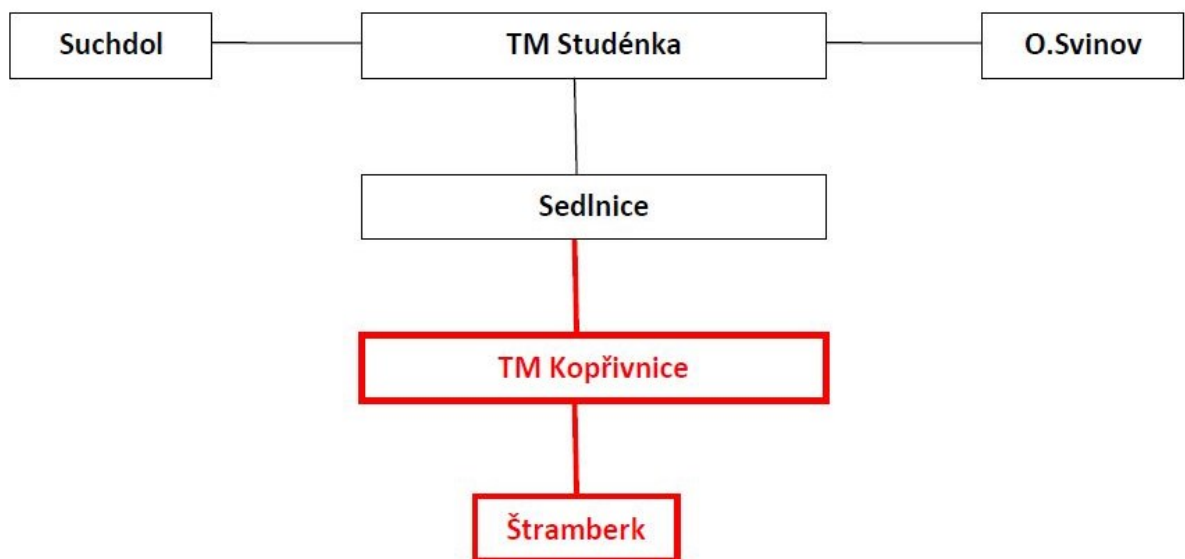 Suchdol
TM Studénka
O.Svinov
Sedlnice
TM Kopřivnice
Štramberk